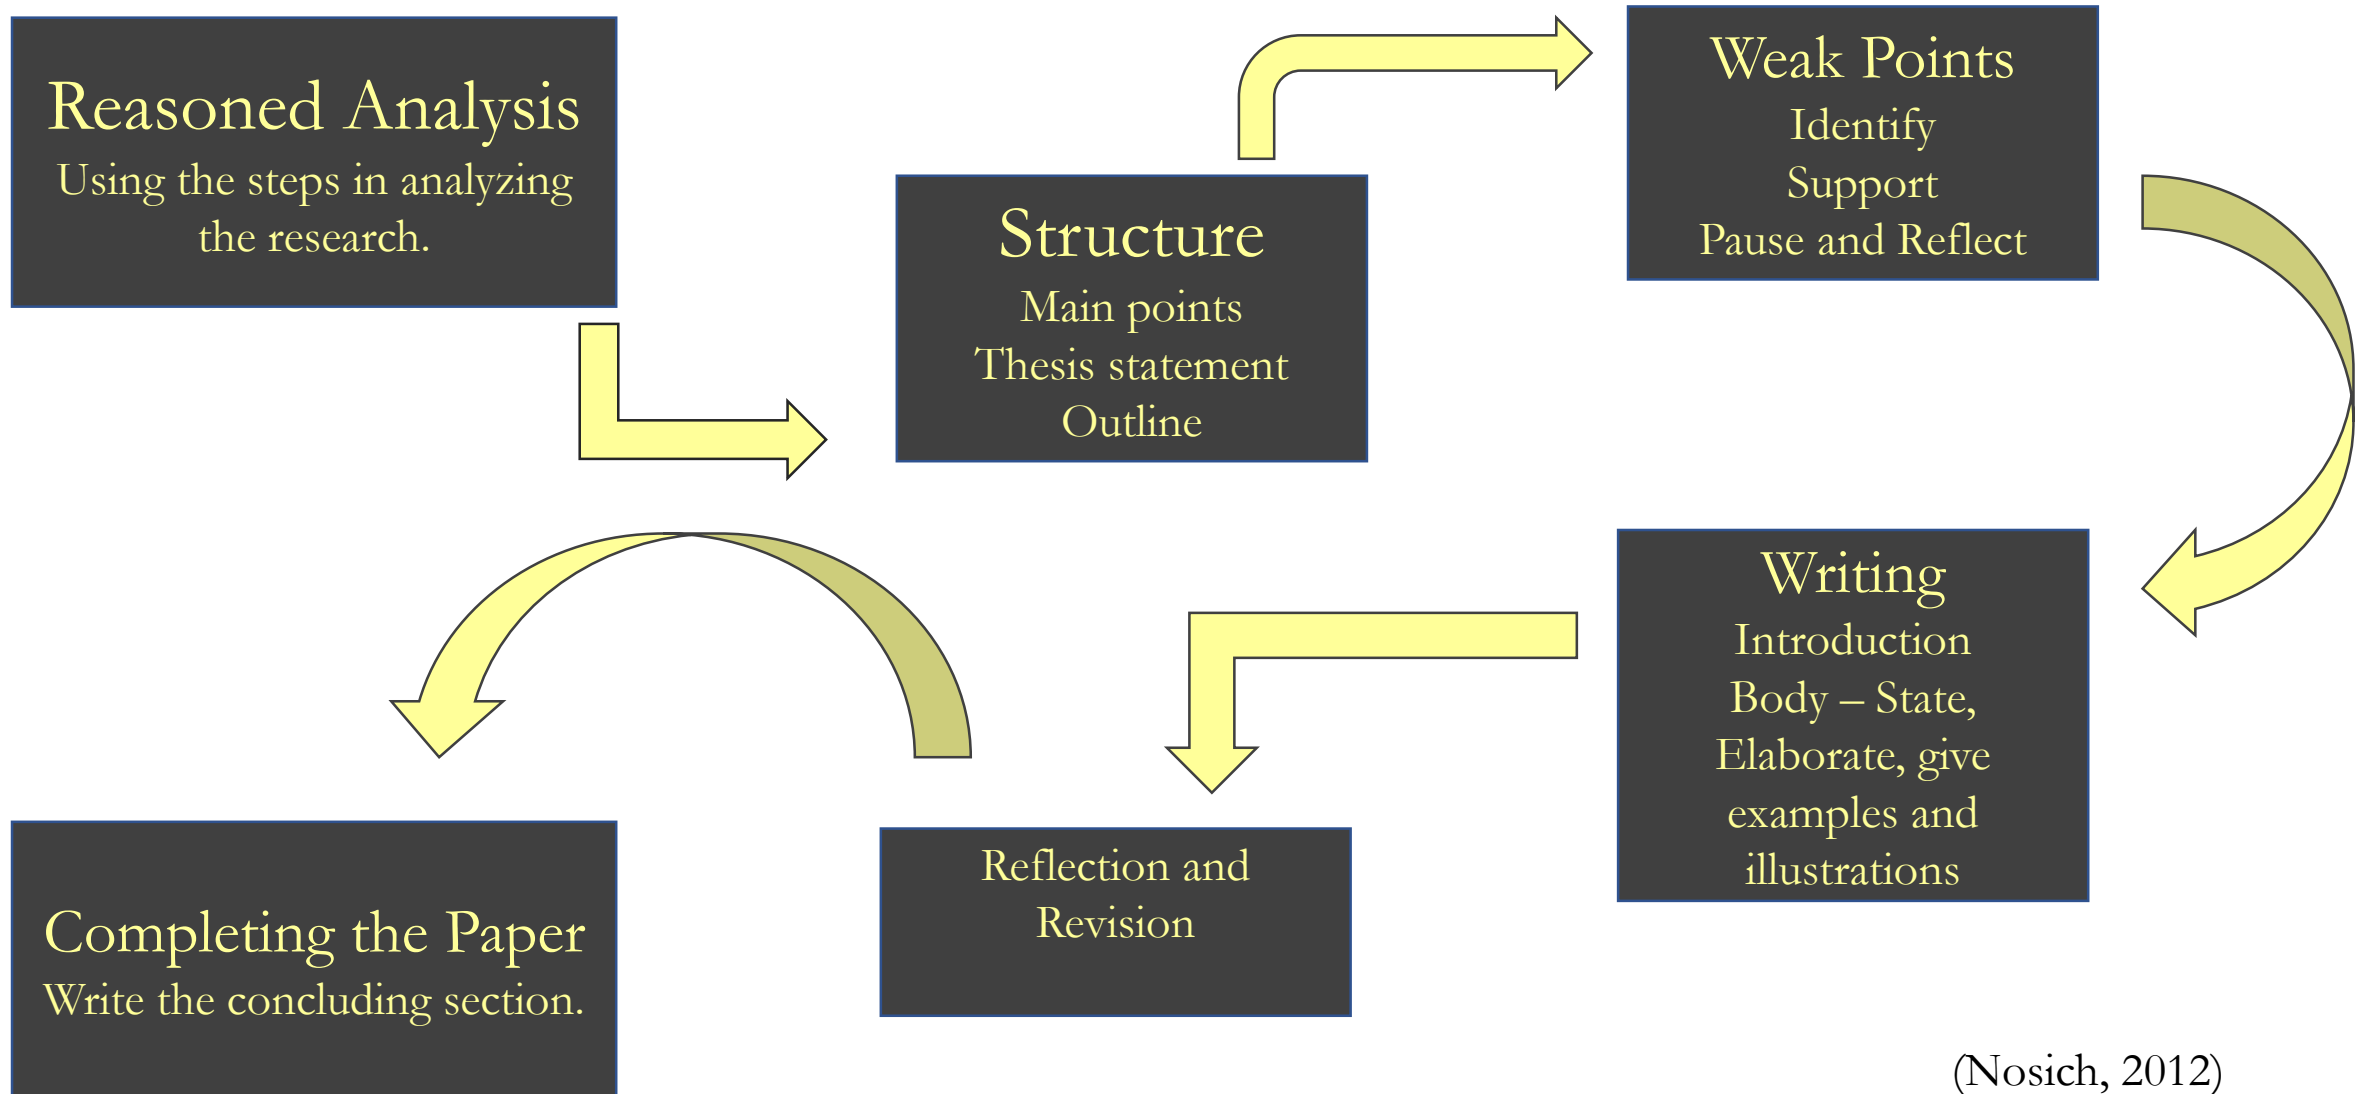 Reasoned Analysis
Using the steps in analyzing
the research.
Structure
Main points
Thesis statement
Outline
Weak Points
Identify
Support
Pause and Reflect
Writing
Introduction
Body – State,
Elaborate, give
examples and
illustrations
Reflection and
Revision
Completing the Paper
Write the concluding section.
(Nosich, 2012)